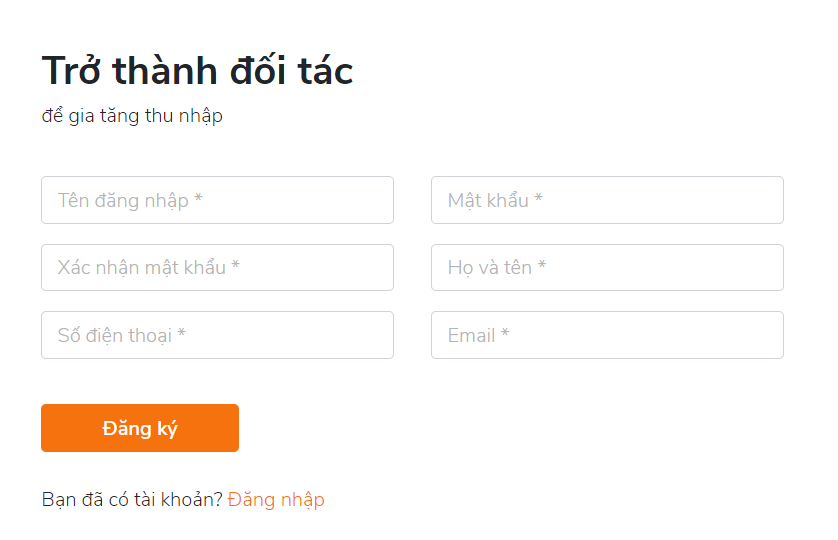 Trở thành đối tác
để gia tăng thu nhập
Tên đăng nhập *
Mật khẩu *
Xác nhận mật khẩu *
Họ và tên *
Số điện thoại *
Email *
Đăng ký
Bạn đã có tài khoản? Đăng nhập